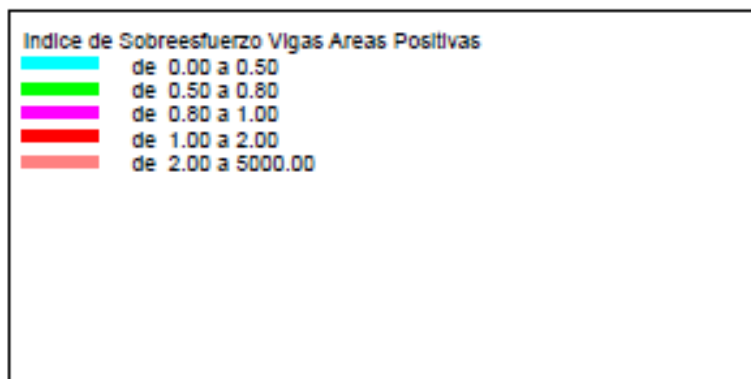 Indice de Sobreesfuerzo Vigas Areas Positivas
de 0.00 a 0.50
de 0.50 a 0.80
de 0.80 a 1.00
de 1.00 a 2.00
de 2.00 a 5000.00